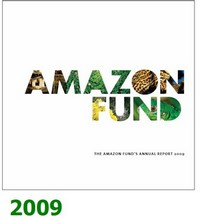 AMAZON
FUND
THE AMAZON FUND'S ANNUAL REPORT 2009
2009